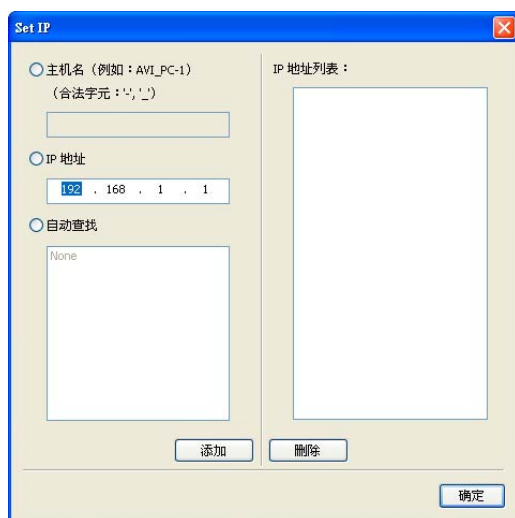 Set IP
主机名（例如：AVI_PC-1）
（合法字元：'-', '_'）
IP 地址
192 . 168 . 1 . 1
自动查找
None
添加
IP 地址列表：
删除
确定